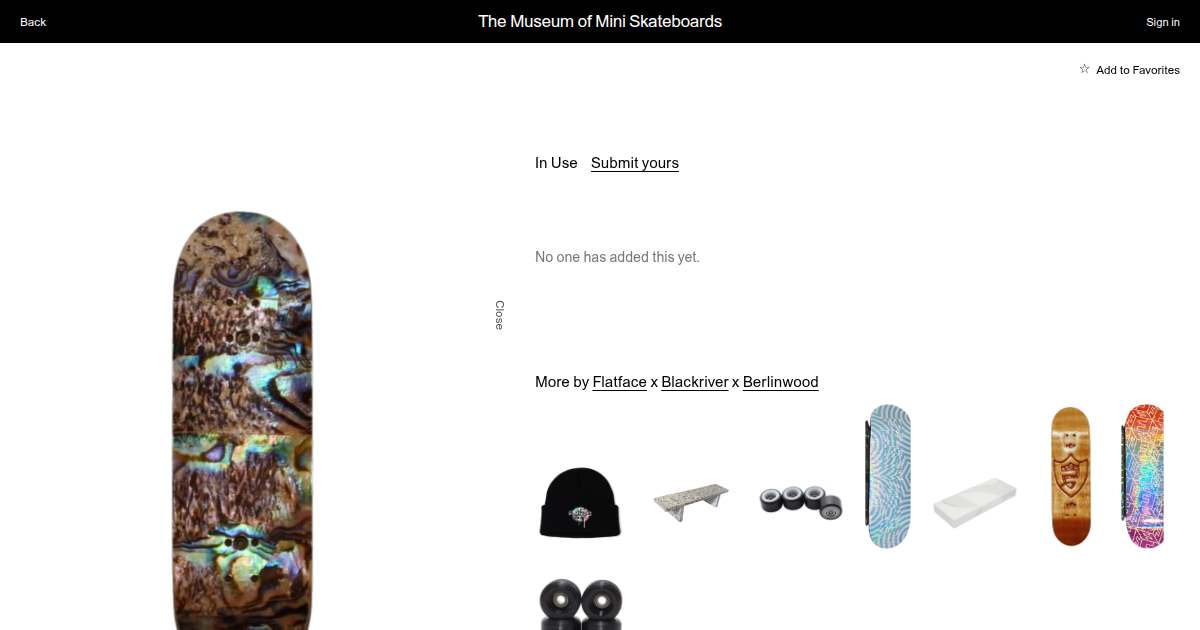 Back
The Museum of Mini Skateboards
Sign in
☆ Add to Favorites
In Use Submit yours
No one has added this yet.
Close
More by Flatface x Blackriver x Berlinwood